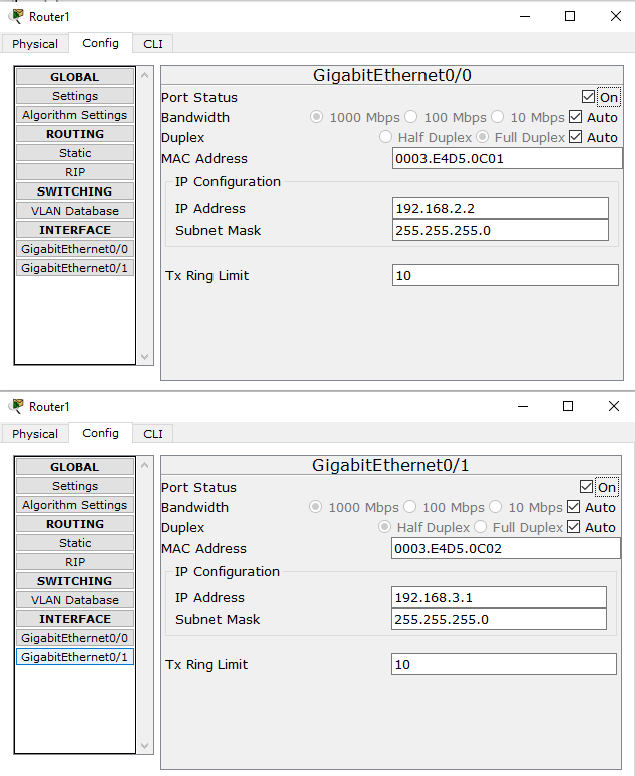 Router1
Physical Config CLI
GLOBAL
Settings
Algorithm Settings
ROUTING
Static
RIP
SWITCHING
VLAN Database
INTERFACE
GigabitEthernet0/0
GigabitEthernet0/1
GigabitEthernet0/0
Port Status On
Bandwidth 1000 Mbps 100 Mbps 10 Mbps Auto
Duplex Half Duplex Full Duplex Auto
MAC Address 0003.E4D5.0C01
IP Configuration
IP Address 192.168.2.2
Subnet Mask 255.255.255.0
Tx Ring Limit 10
Router1
Physical Config CLI
GLOBAL
Settings
Algorithm Settings
ROUTING
Static
RIP
SWITCHING
VLAN Database
INTERFACE
GigabitEthernet0/0
GigabitEthernet0/1
GigabitEthernet0/1
Port Status On
Bandwidth 1000 Mbps 100 Mbps 10 Mbps Auto
Duplex Half Duplex Full Duplex Auto
MAC Address 0003.E4D5.0C02
IP Configuration
IP Address 192.168.3.1
Subnet Mask 255.255.255.0
Tx Ring Limit 10